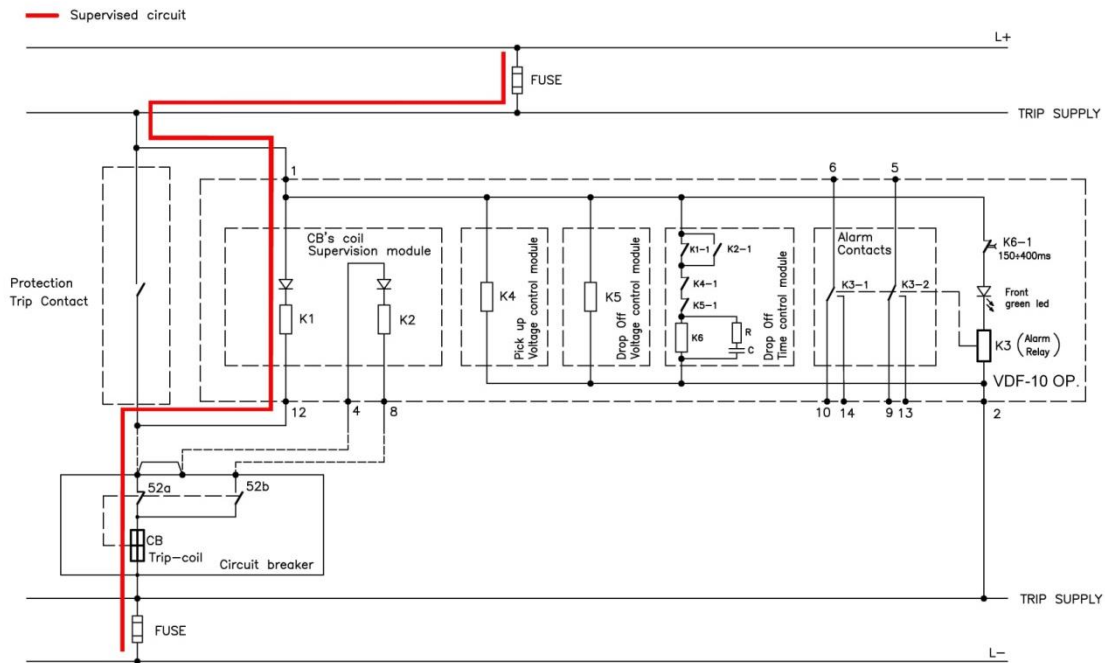 Supervised circuit
L+
FUSE
TRIP SUPPLY
1
6
5
CB's coil
Supervision module
K1
K2
K4
Pick up
Voltage control module
K5
Drop Off
Voltage control module
K1-1
K2-1
K4-1
K5-1
K6
R
C
Drop Off
Time control module
Alarm
Contacts
K3-1
K3-2
K6-1
150÷400ms
Front
green led
K3 (Alarm
Relay)
VDF-10 OP.
Protection
Trip Contact
12
4
8
10
14
9
13
2
52a
52b
CB
Trip-coil
Circuit breaker
TRIP SUPPLY
FUSE
L-